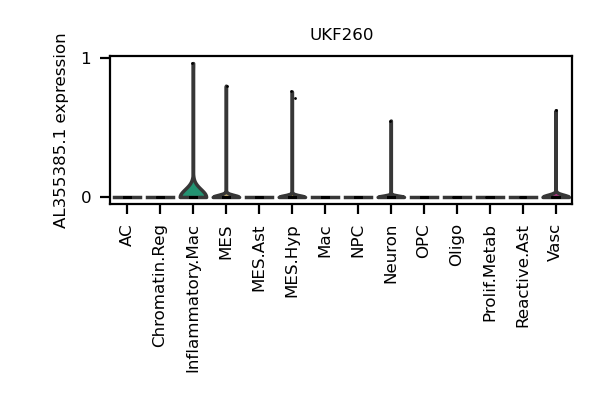 UKF260
AL355385.1 expression
1
0
AC
Chromatin.Reg
Inflammatory.Mac
MES
MES.Ast
MES.Hyp
Mac
NPC
Neuron
OPC
Oligo
Prolif.Metab
Reactive.Ast
Vasc